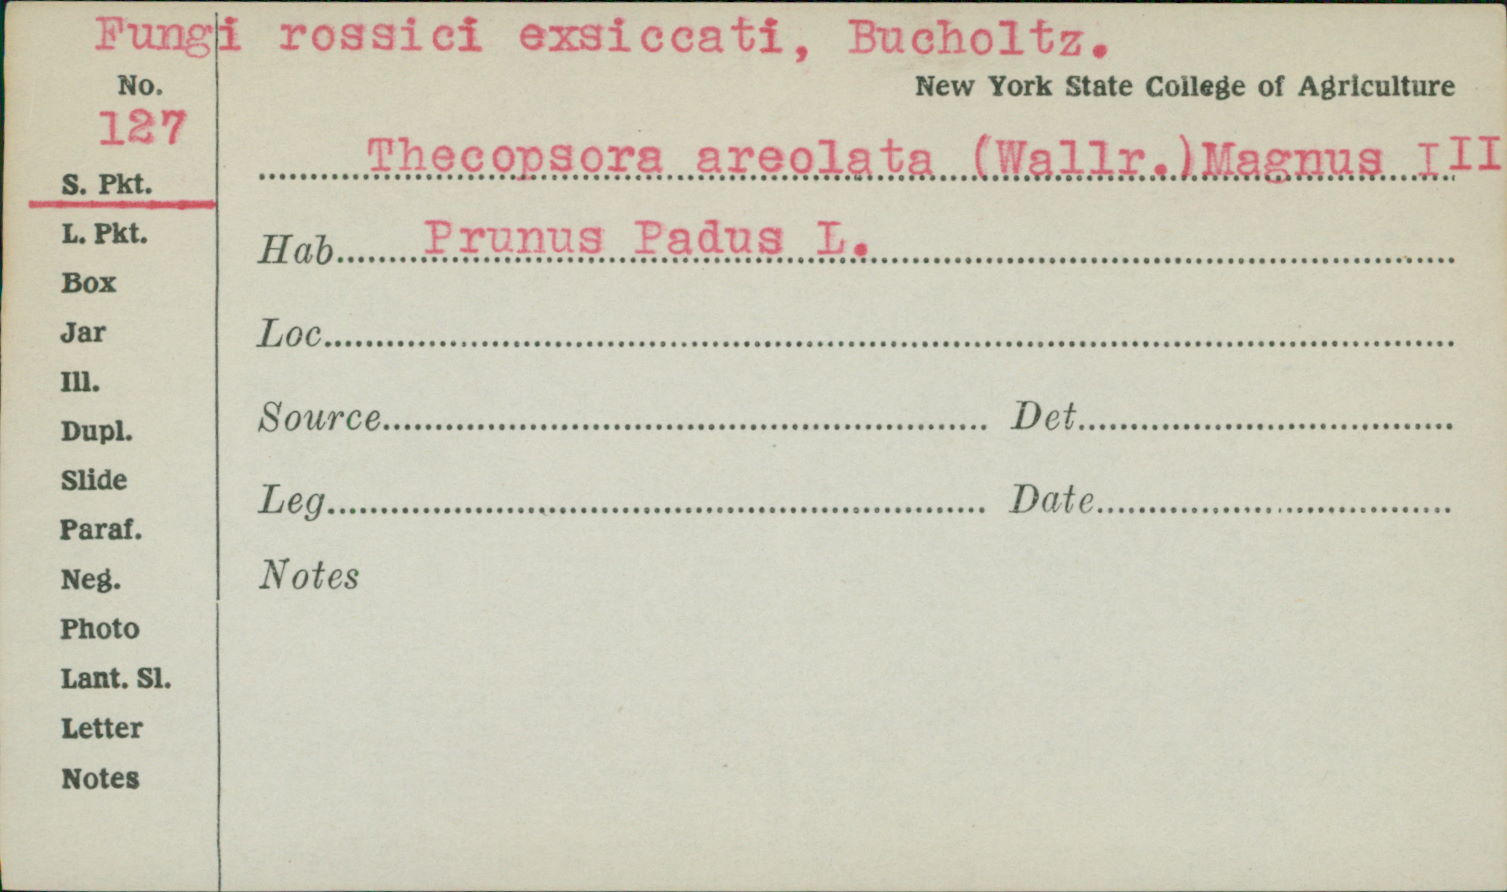 Fungi rossici exsiccati, Bucholtz.
No.
New York State College of Agriculture
127
Thecopsora areolata (Wallr.)Magnus III
S. Pkt.
L. Pkt.
Hab Prunus Padus L.
Box
Jar
Loc
Ill.
Dupl.
Source Det
Slide
Leg Date
Paraf.
Neg.
Notes
Photo
Lant. Sl.
Letter
Notes